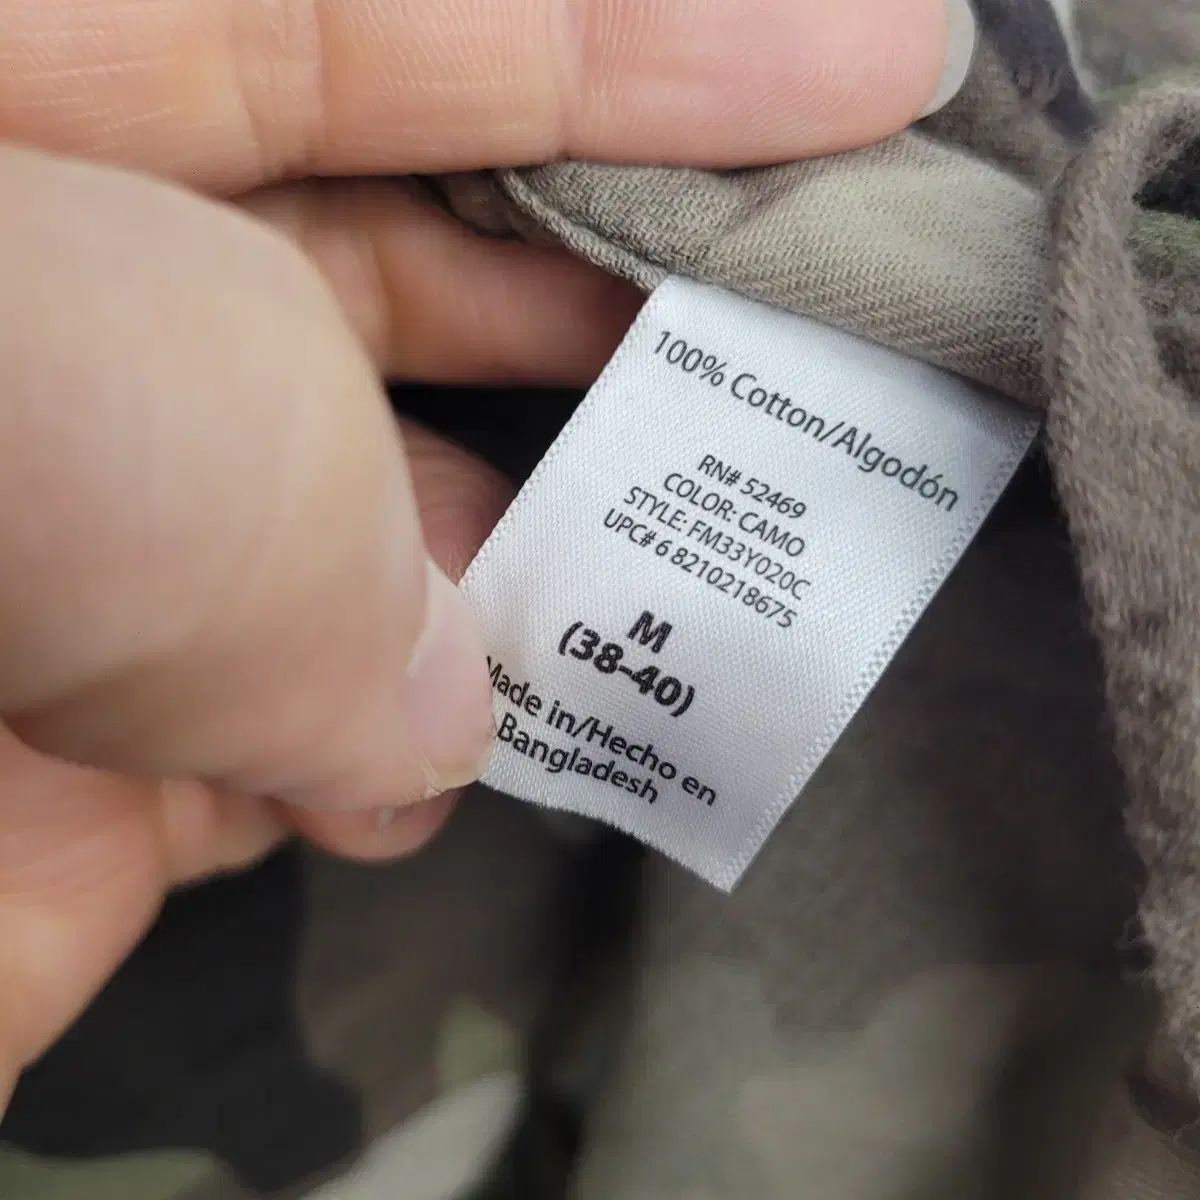 100% Cotton/Algodón
RN# 52469
COLOR: CAMO
STYLE: FM33Y020C
UPC# 6 8210218675
M
(38-40)
Made in/Hecho en
Bangladesh